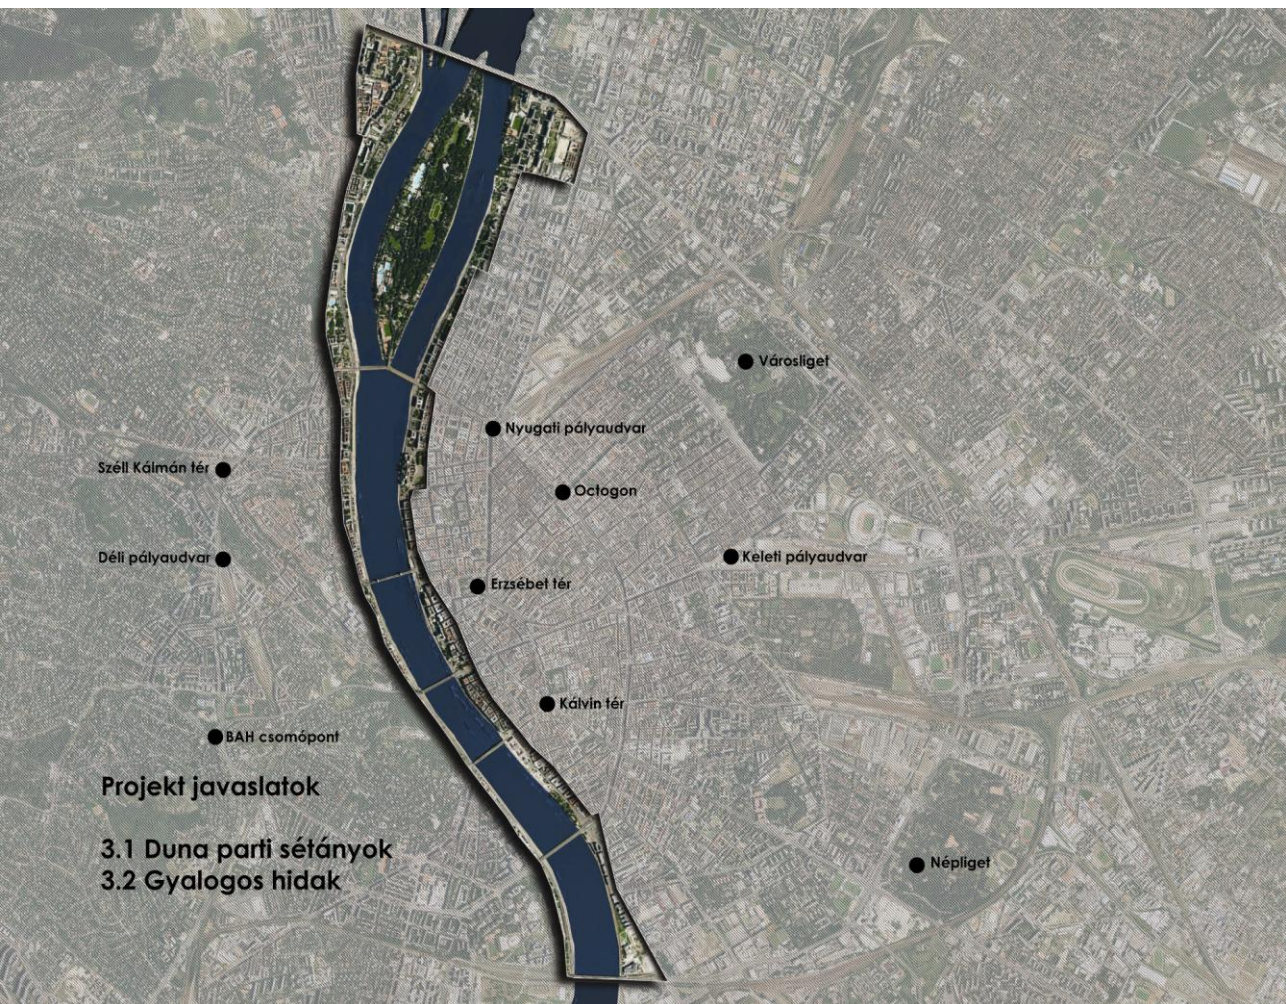 Városliget
Nyugati pályaudvar
Széll Kálmán tér
Octogon
Déli pályaudvar
Keleti pályaudvar
Erzsébet tér
Kálvin tér
BAH csomópont
Projekt javaslatok
3.1 Duna parti sétányok
3.2 Gyalogos hidak
Népliget